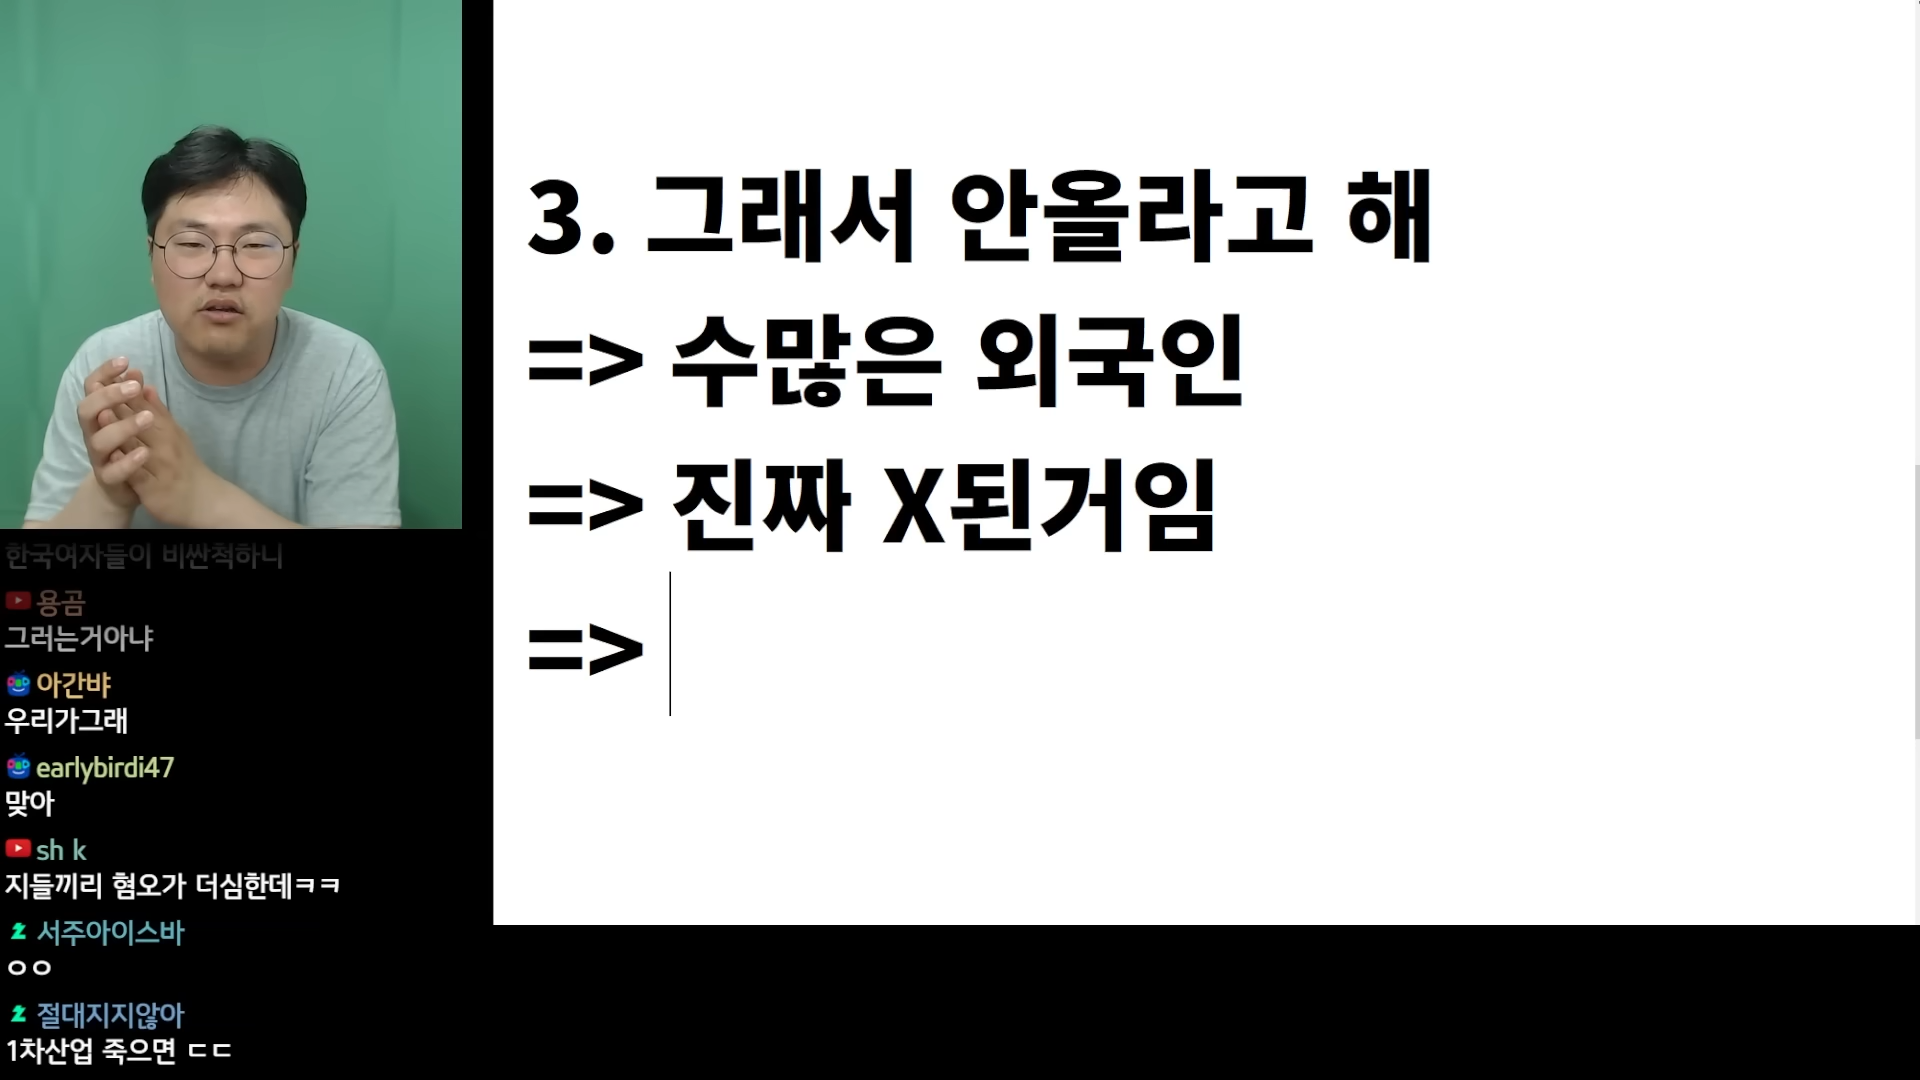 3. 그래서 안올라고 해
=> 수많은 외국인
=> 진짜 X된거임
=>
한국여자들이 비싼척하니
용곰
그러는거아냐
아간뱌
우리가그래
earlybirdi47
맞아
sh k
지들끼리 혐오가 더심한데ㅋㅋ
서주아이스바
ㅇㅇ
절대지지않아
1차산업 죽으면 ㄷㄷ